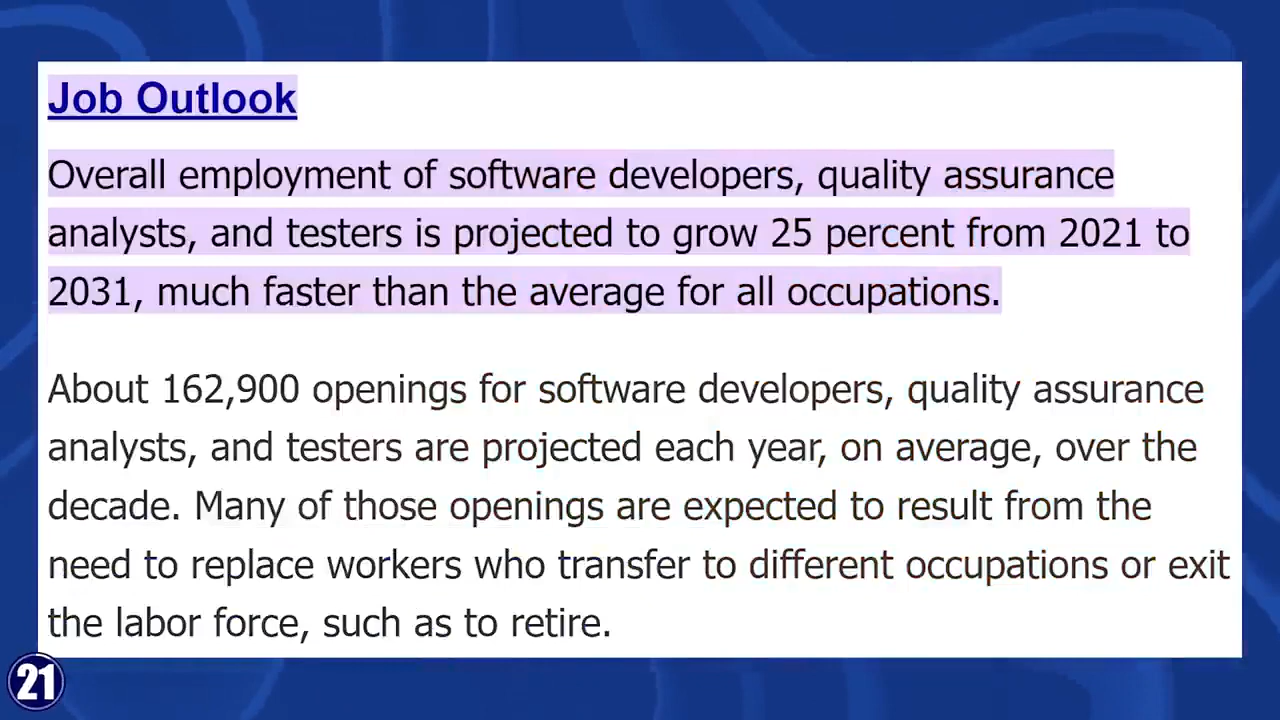 Job Outlook
Overall employment of software developers, quality assurance
analysts, and testers is projected to grow 25 percent from 2021 to
2031, much faster than the average for all occupations.
About 162,900 openings for software developers, quality assurance
analysts, and testers are projected each year, on average, over the
decade. Many of those openings are expected to result from the
need to replace workers who transfer to different occupations or exit
the labor force, such as to retire.
21